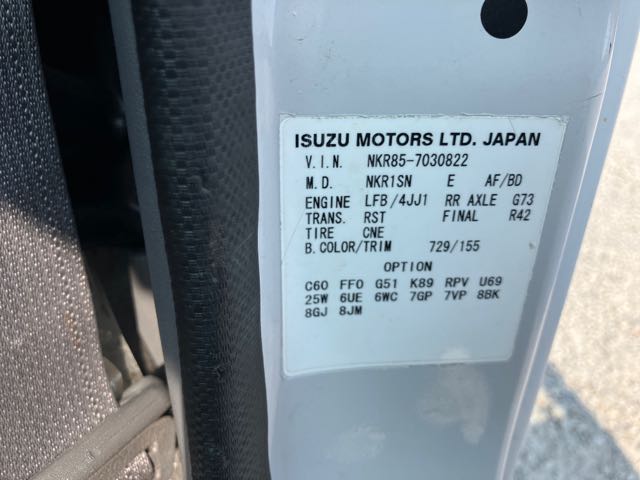 ISUZU MOTORS LTD. JAPAN
V.I.N. NKR85-7030822
M.D. NKR1SN E AF/BD
ENGINE LFB/4JJ1 RR AXLE G73
TRANS. RST FINAL R42
TIRE CNE
B.COLOR/TRIM 729/155
OPTION
C60 FF0 G51 K89 RPV U69
25W 6UE 6WC 7GP 7VP 8BK
8GJ 8JM